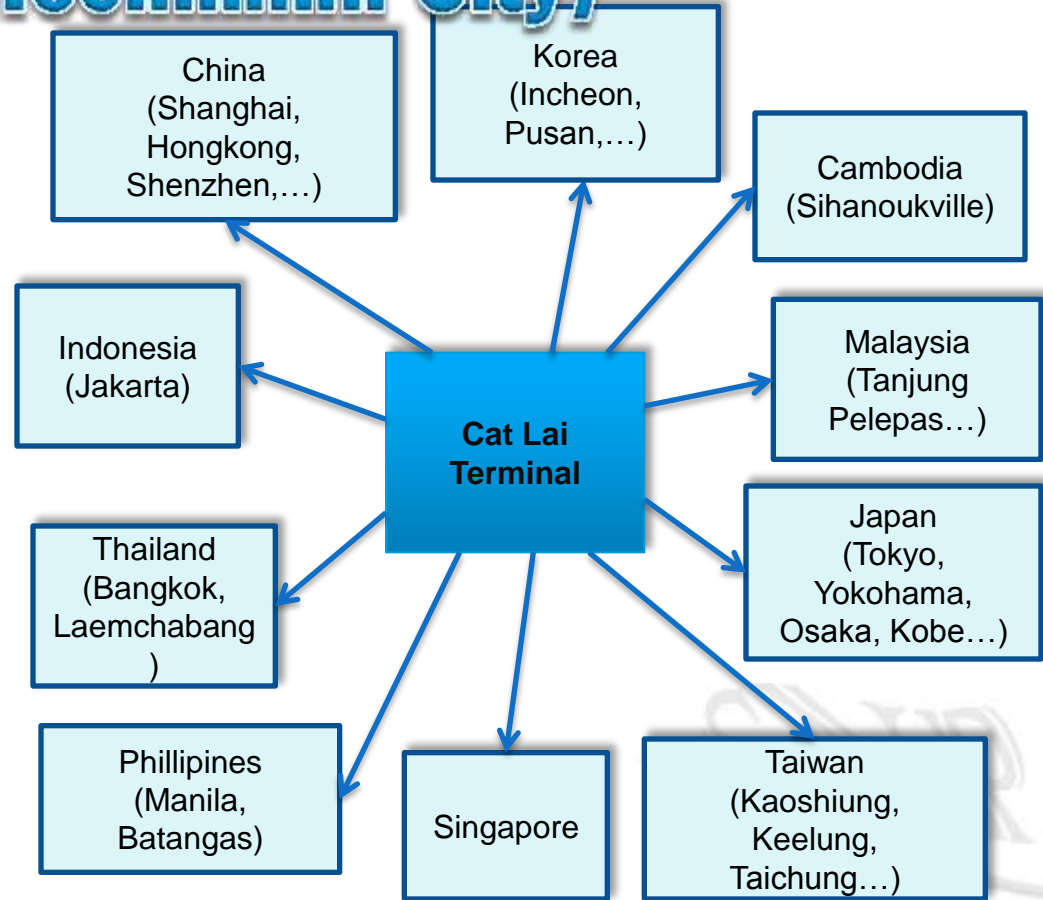 City)
China
(Shanghai,
Hongkong,
Shenzhen,…)
Korea
(Incheon,
Pusan,…)
Cambodia
(Sihanoukville)
Indonesia
(Jakarta)
Malaysia
(Tanjung
Pelepas…)
Cat Lai
Terminal
Thailand
(Bangkok,
Laemchabang
)
Japan
(Tokyo,
Yokohama,
Osaka, Kobe…)
Phillipines
(Manila,
Batangas)
Singapore
Taiwan
(Kaoshiung,
Keelung,
Taichung…)